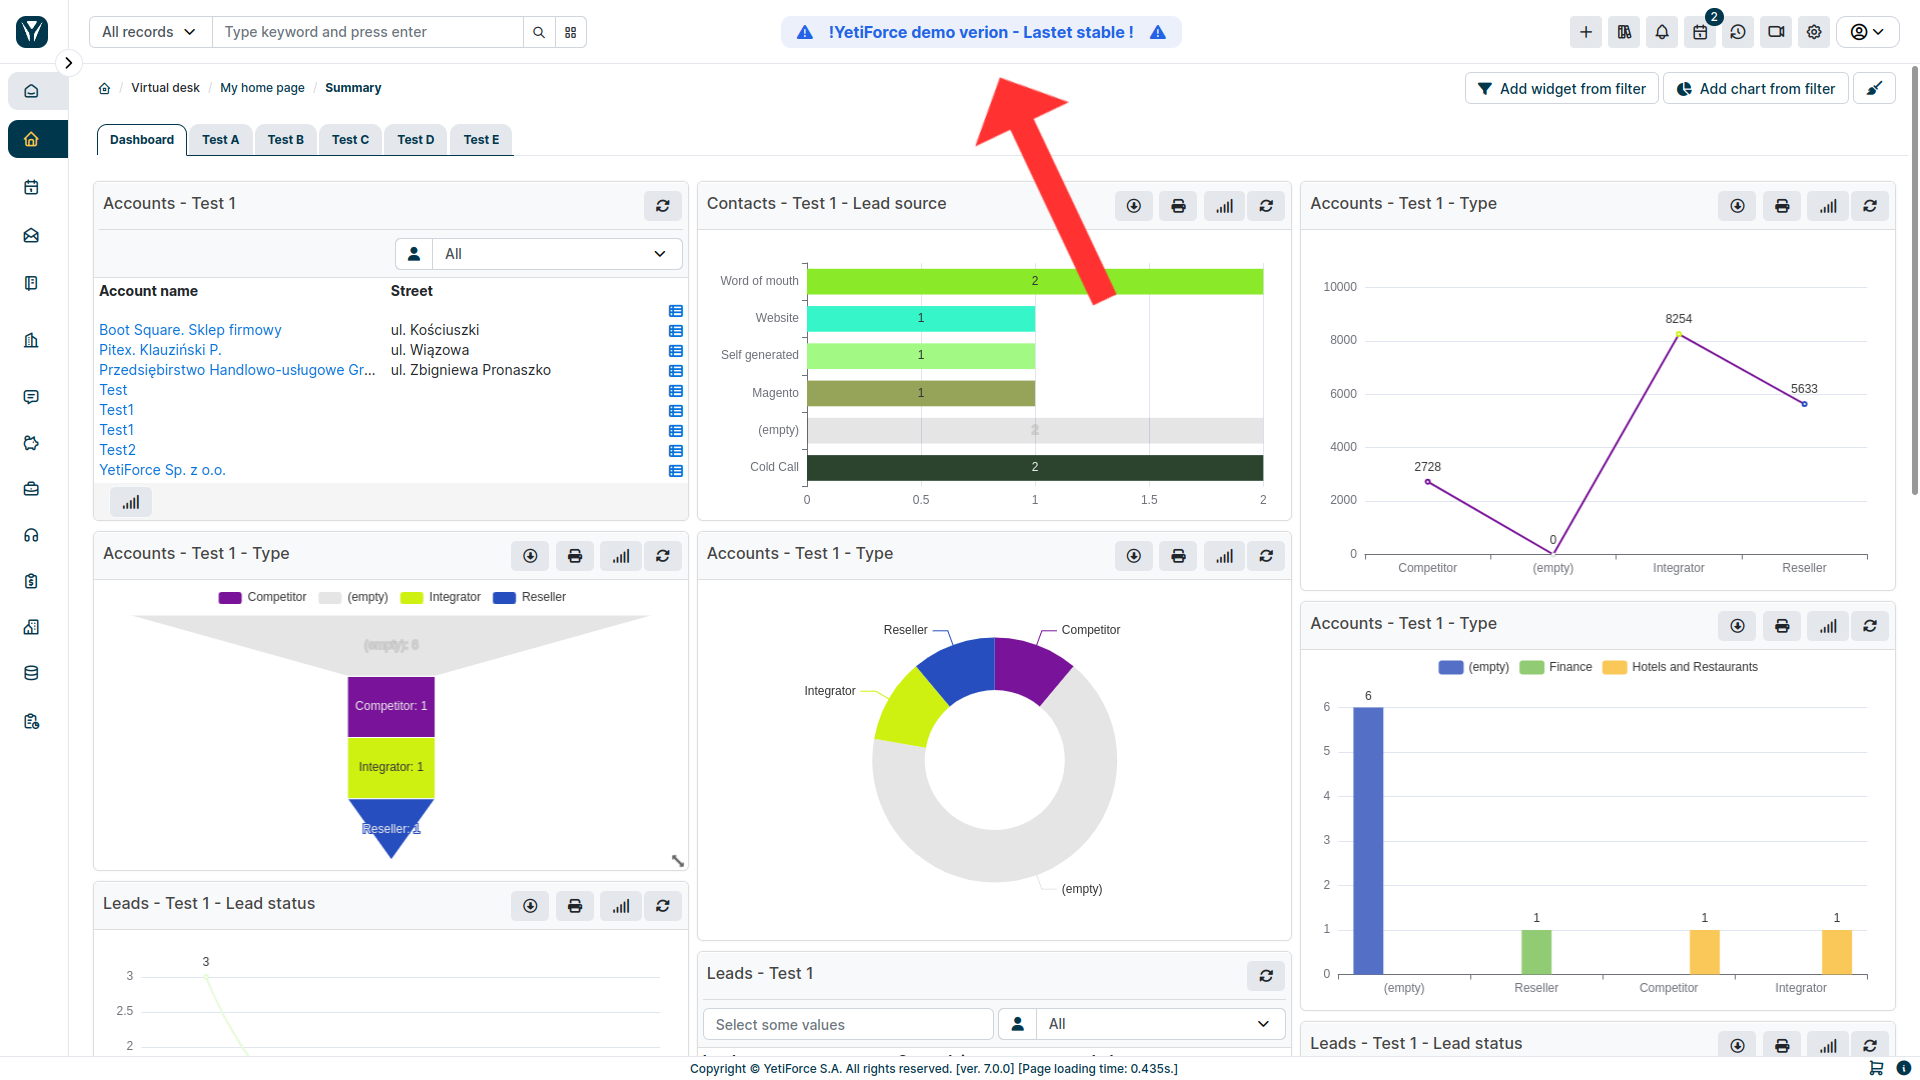 All records
Type keyword and press enter
!YetiForce demo verion - Lastet stable !
2
Virtual desk / My home page / Summary
Add widget from filter
Add chart from filter
Dashboard
Test A
Test B
Test C
Test D
Test E
Accounts - Test 1
All
Account name Street
Boot Square. Sklep firmowy ul. Kościuszki
Pitex. Klauziński P. ul. Wiązowa
Przedsiębirstwo Handlowo-usługowe Gr... ul. Zbigniewa Pronaszko
Test
Test1
Test1
Test2
YetiForce Sp. z o.o.
Contacts - Test 1 - Lead source
Word of mouth 2
Website 1
Self generated 1
Magento 1
(empty) 2
Cold Call 2
0 0.5 1 1.5 2
Accounts - Test 1 - Type
10000
8254
8000
6000
5633
4000
2728
2000
0
0
Competitor (empty) Integrator Reseller
Accounts - Test 1 - Type
Competitor (empty) Integrator Reseller
(empty): 6
Competitor: 1
Integrator: 1
Reseller: 1
Accounts - Test 1 - Type
Reseller
Competitor
Integrator
(empty)
Accounts - Test 1 - Type
(empty) Finance Hotels and Restaurants
6
6
5
4
3
2
1
1 1 1
0
(empty) Reseller Competitor Integrator
Leads - Test 1 - Lead status
3
3
2.5
2
Leads - Test 1
Select some values
All
Leads - Test 1 - Lead status
Copyright © YetiForce S.A. All rights reserved. [ver. 7.0.0] [Page loading time: 0.435s.]